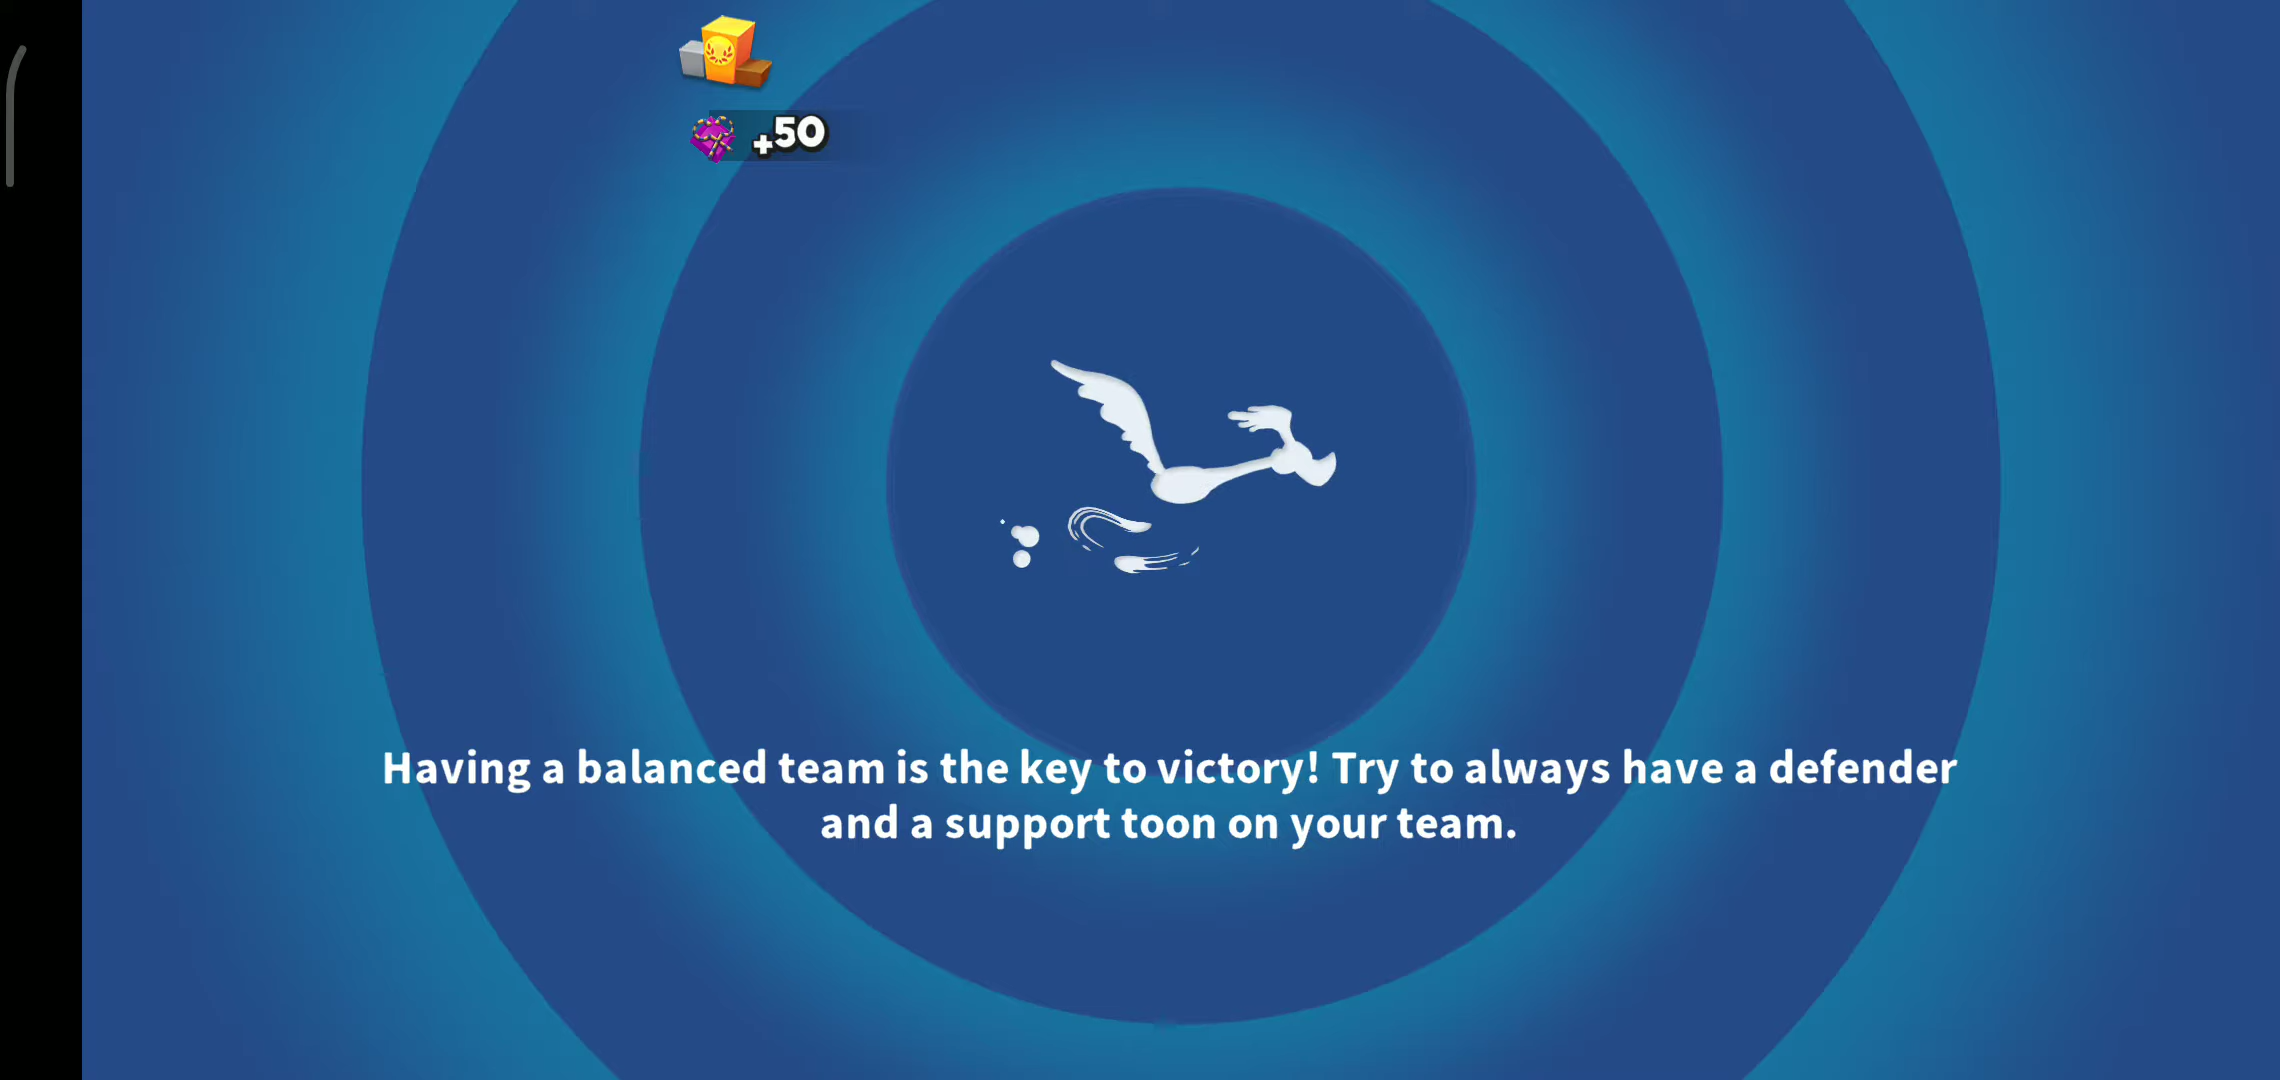 +50
Having a balanced team is the key to victory! Try to always have a defender
and a support toon on your team.